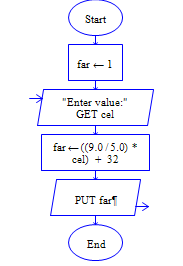 Start
far ← 1
"Enter value:"
GET cel
far ← ((9.0 / 5.0) *
cel) + 32
PUT far¶
End